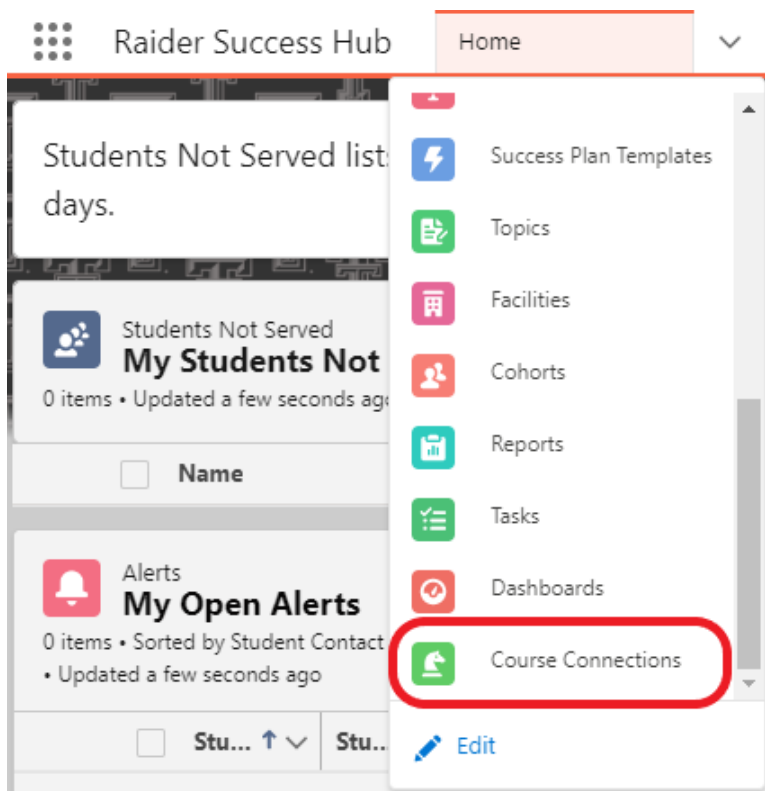 Raider Success Hub
Home
Students Not Served list
days.
Students Not Served
My Students Not
0 items • Updated a few seconds ago
Name
Alerts
My Open Alerts
0 items • Sorted by Student Contact
• Updated a few seconds ago
Stu...
Stu..
Success Plan Templates
Topics
Facilities
Cohorts
Reports
Tasks
Dashboards
Course Connections
Edit